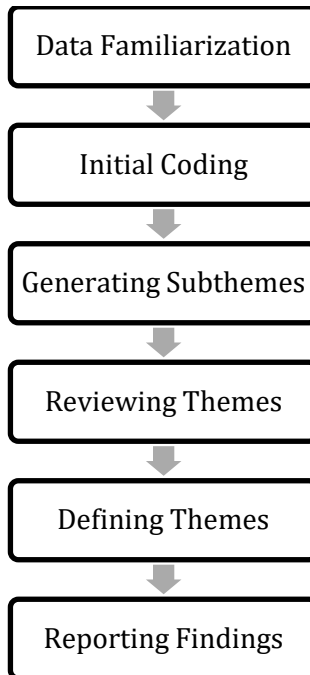 Data Familiarization
Initial Coding
Generating Subthemes
Reviewing Themes
Defining Themes
Reporting Findings